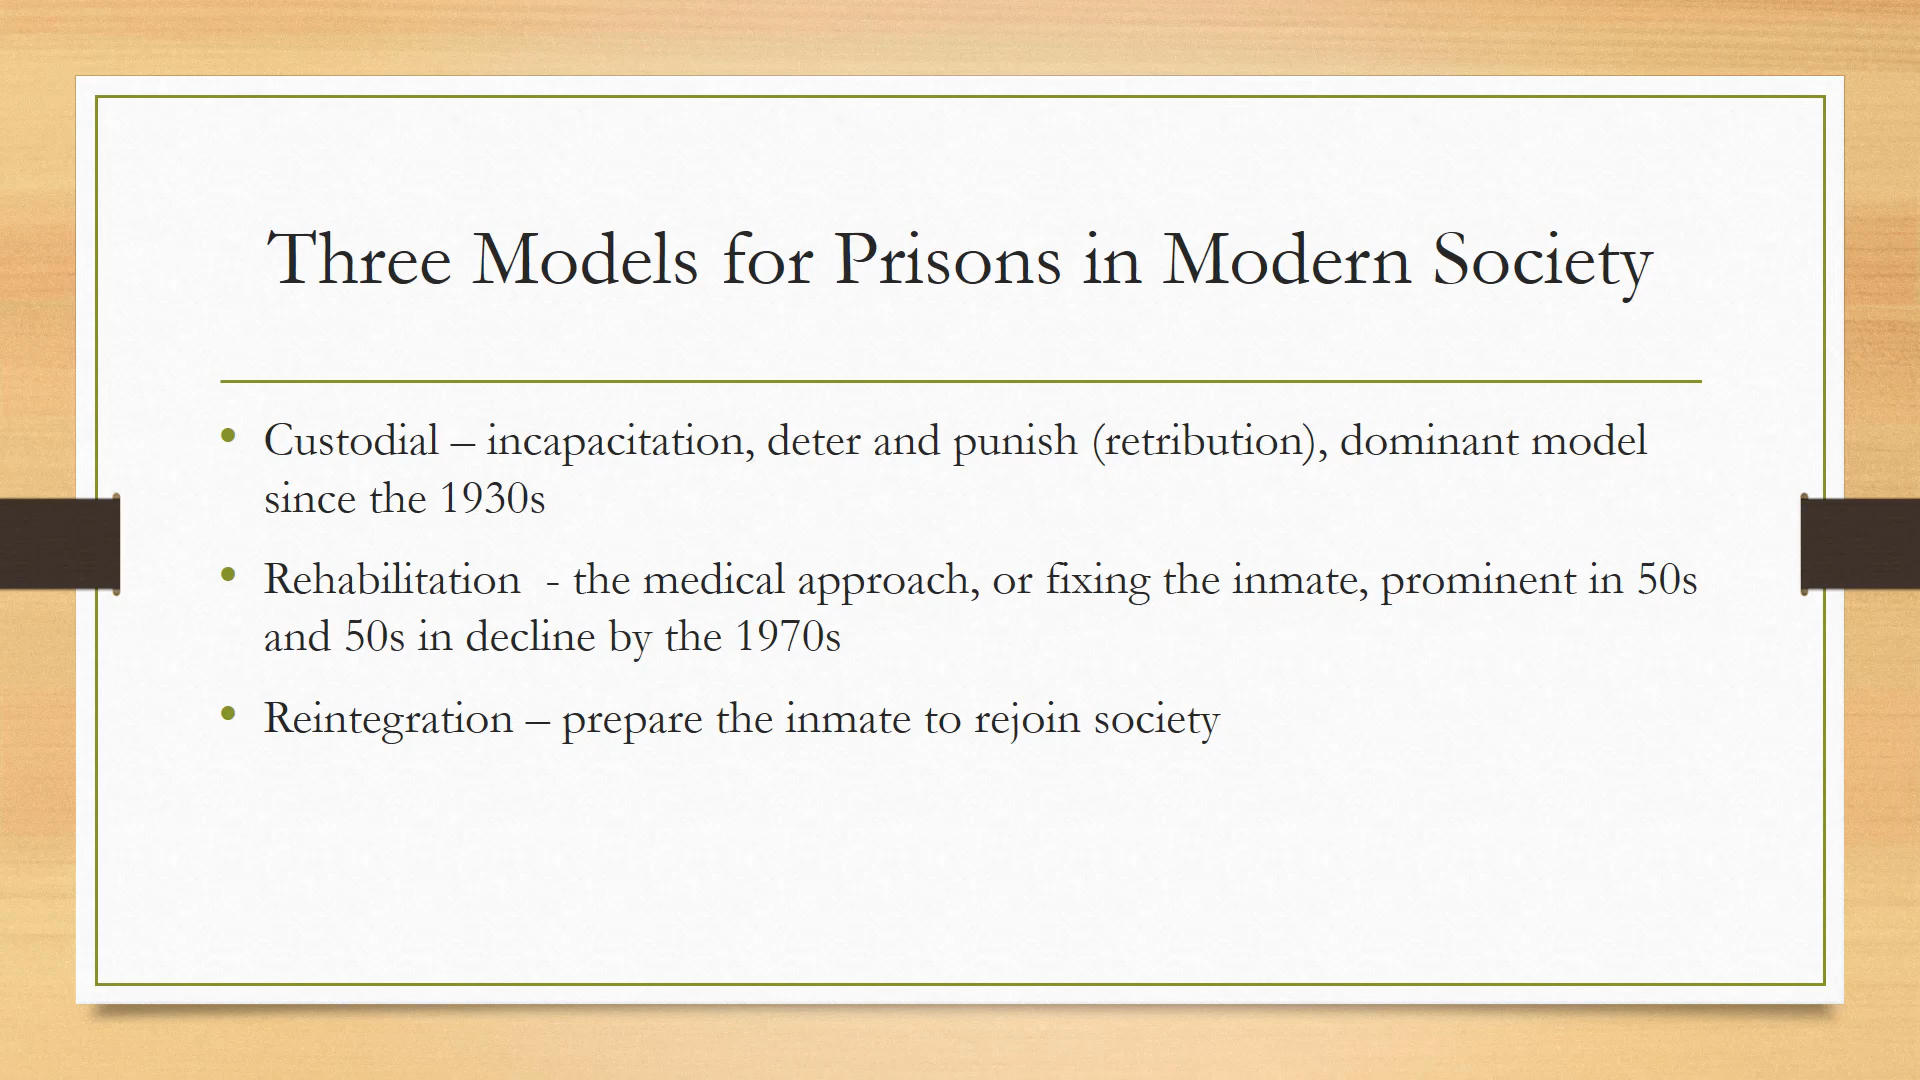 Three Models for Prisons in Modern Society
• Custodial – incapacitation, deter and punish (retribution), dominant model
since the 1930s
• Rehabilitation  - the medical approach, or fixing the inmate, prominent in 50s
and 50s in decline by the 1970s
• Reintegration – prepare the inmate to rejoin society